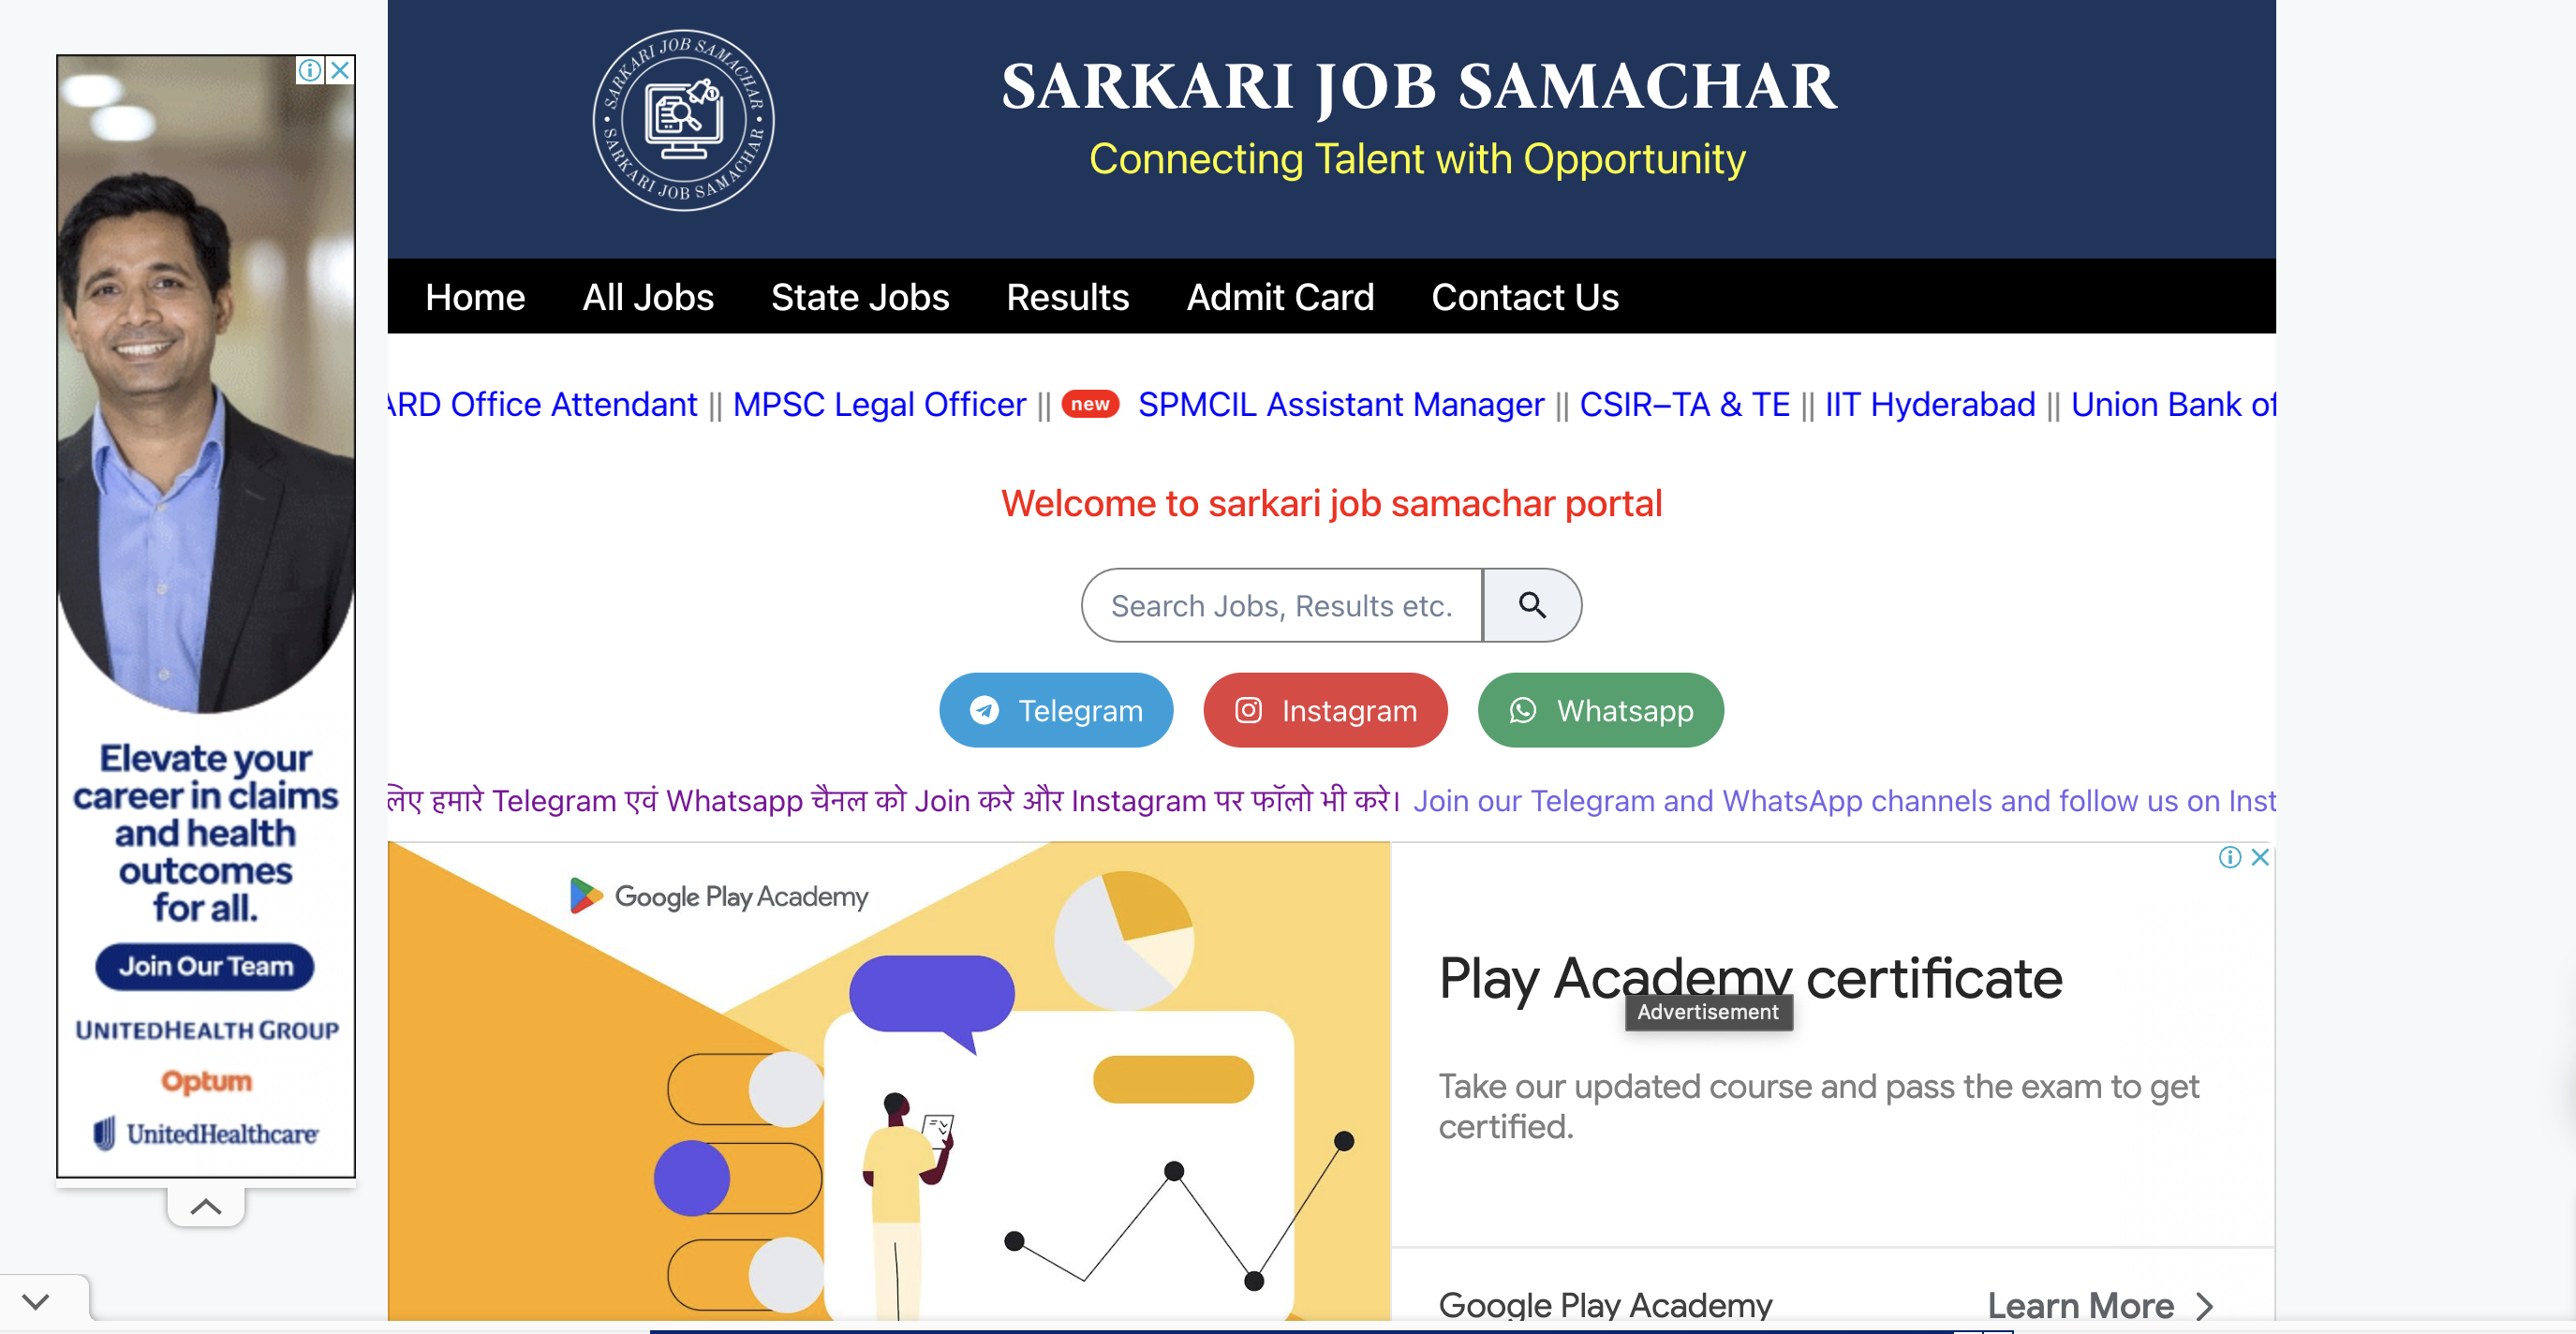 SARKARI JOB SAMACHAR
SARKARI JOB SAMACHAR
SARKARI JOB SAMACHAR
Connecting Talent with Opportunity
Home All Jobs State Jobs Results Admit Card Contact Us
ARD Office Attendant || MPSC Legal Officer || new SPMCIL Assistant Manager || CSIR–TA & TE || IIT Hyderabad || Union Bank of
Welcome to sarkari job samachar portal
Search Jobs, Results etc.
Telegram Instagram Whatsapp
लिए हमारे Telegram एवं Whatsapp चैनल को Join करे और Instagram पर फॉलो भी करे। Join our Telegram and WhatsApp channels and follow us on Inst
Elevate your
career in claims
and health
outcomes
for all.
Join Our Team
UNITEDHEALTH GROUP
Optum
UnitedHealthcare
Google Play Academy
Play Academy certificate
Advertisement
Take our updated course and pass the exam to get
certified.
Google Play Academy Learn More